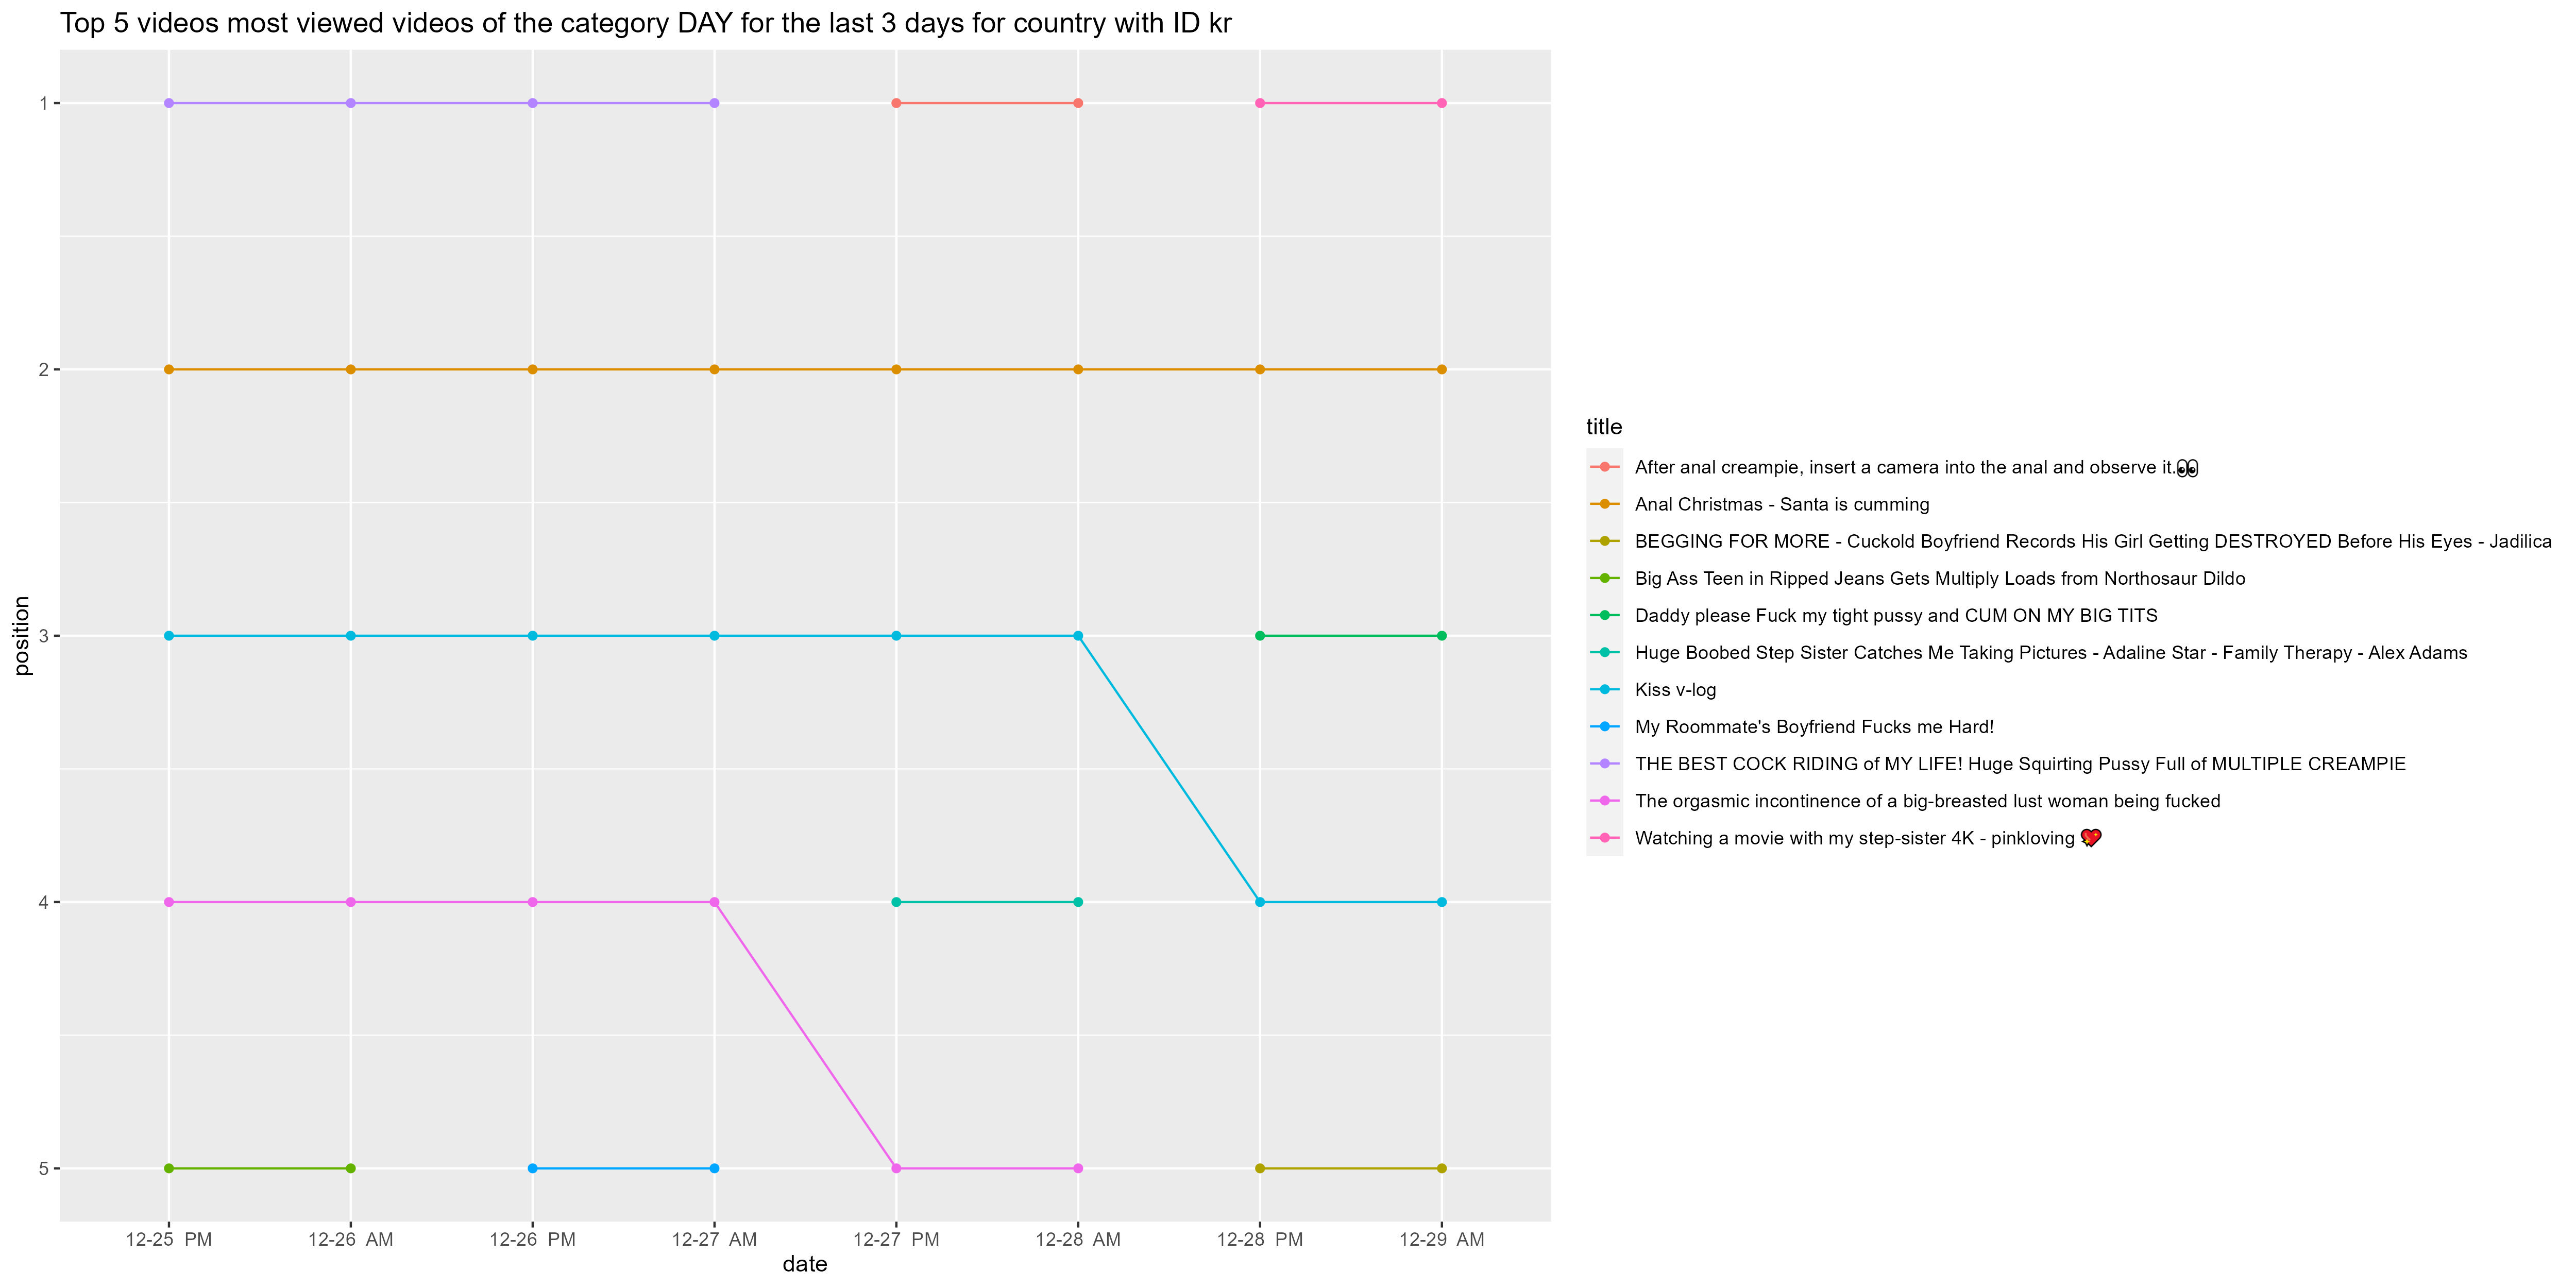 Top 5 videos most viewed videos of the category DAY for the last 3 days for country with ID kr
position
1
2
3
4
5
12-25 PM
12-26 AM
12-26 PM
12-27 AM
12-27 PM
12-28 AM
12-28 PM
12-29 AM
date
title
After anal creampie, insert a camera into the anal and observe it.👀
Anal Christmas - Santa is cumming
BEGGING FOR MORE - Cuckold Boyfriend Records His Girl Getting DESTROYED Before His Eyes - Jadilica
Big Ass Teen in Ripped Jeans Gets Multiply Loads from Northosaur Dildo
Daddy please Fuck my tight pussy and CUM ON MY BIG TITS
Huge Boobed Step Sister Catches Me Taking Pictures - Adaline Star - Family Therapy - Alex Adams
Kiss v-log
My Roommate's Boyfriend Fucks me Hard!
THE BEST COCK RIDING of MY LIFE! Huge Squirting Pussy Full of MULTIPLE CREAMPIE
The orgasmic incontinence of a big-breasted lust woman being fucked
Watching a movie with my step-sister 4K - pinkloving 💖